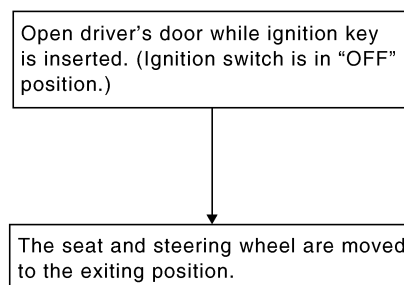 Open driver's door while ignition key
is inserted. (Ignition switch is in “OFF”
position.)
The seat and steering wheel are moved
to the exiting position.